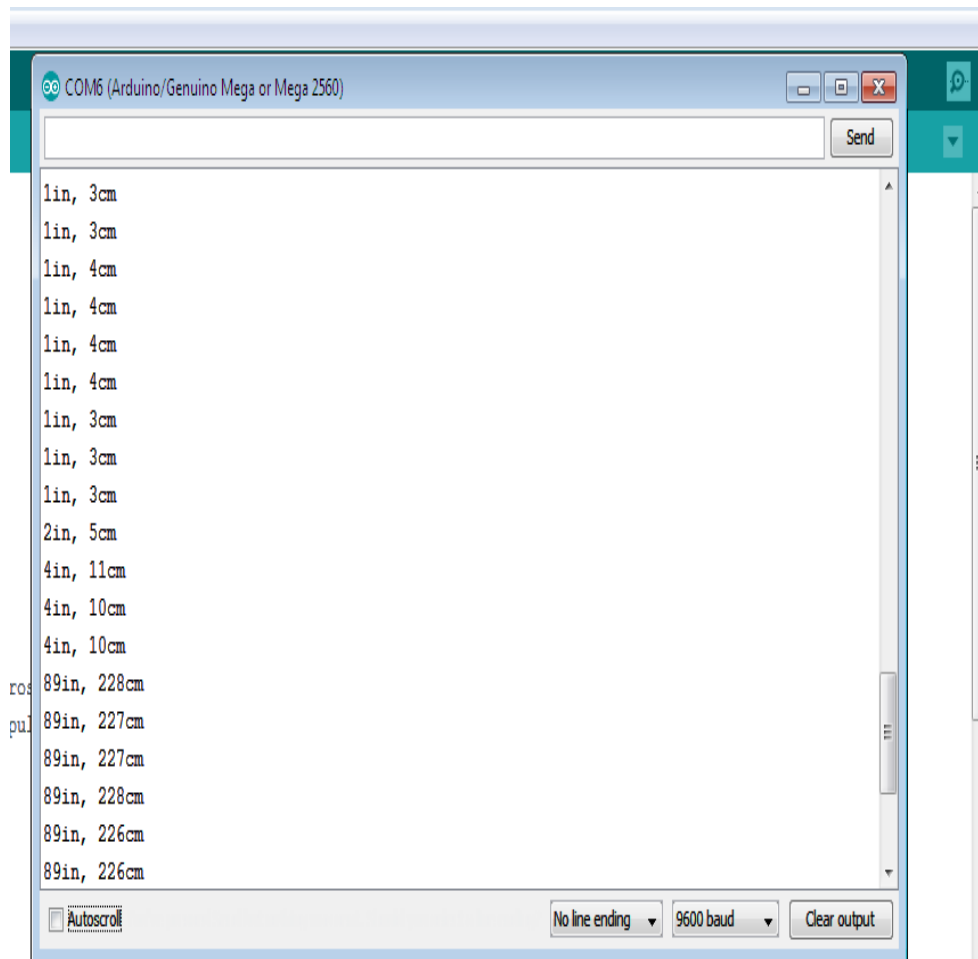 COM6 (Arduino/Genuino Mega or Mega 2560)
Send
1in, 3cm
1in, 3cm
1in, 4cm
1in, 4cm
1in, 4cm
1in, 4cm
1in, 3cm
1in, 3cm
1in, 3cm
2in, 5cm
4in, 11cm
4in, 10cm
4in, 10cm
ros
89in, 228cm
pul
89in, 227cm
89in, 227cm
89in, 228cm
89in, 226cm
89in, 226cm
Autoscroll
No line ending
9600 baud
Clear output